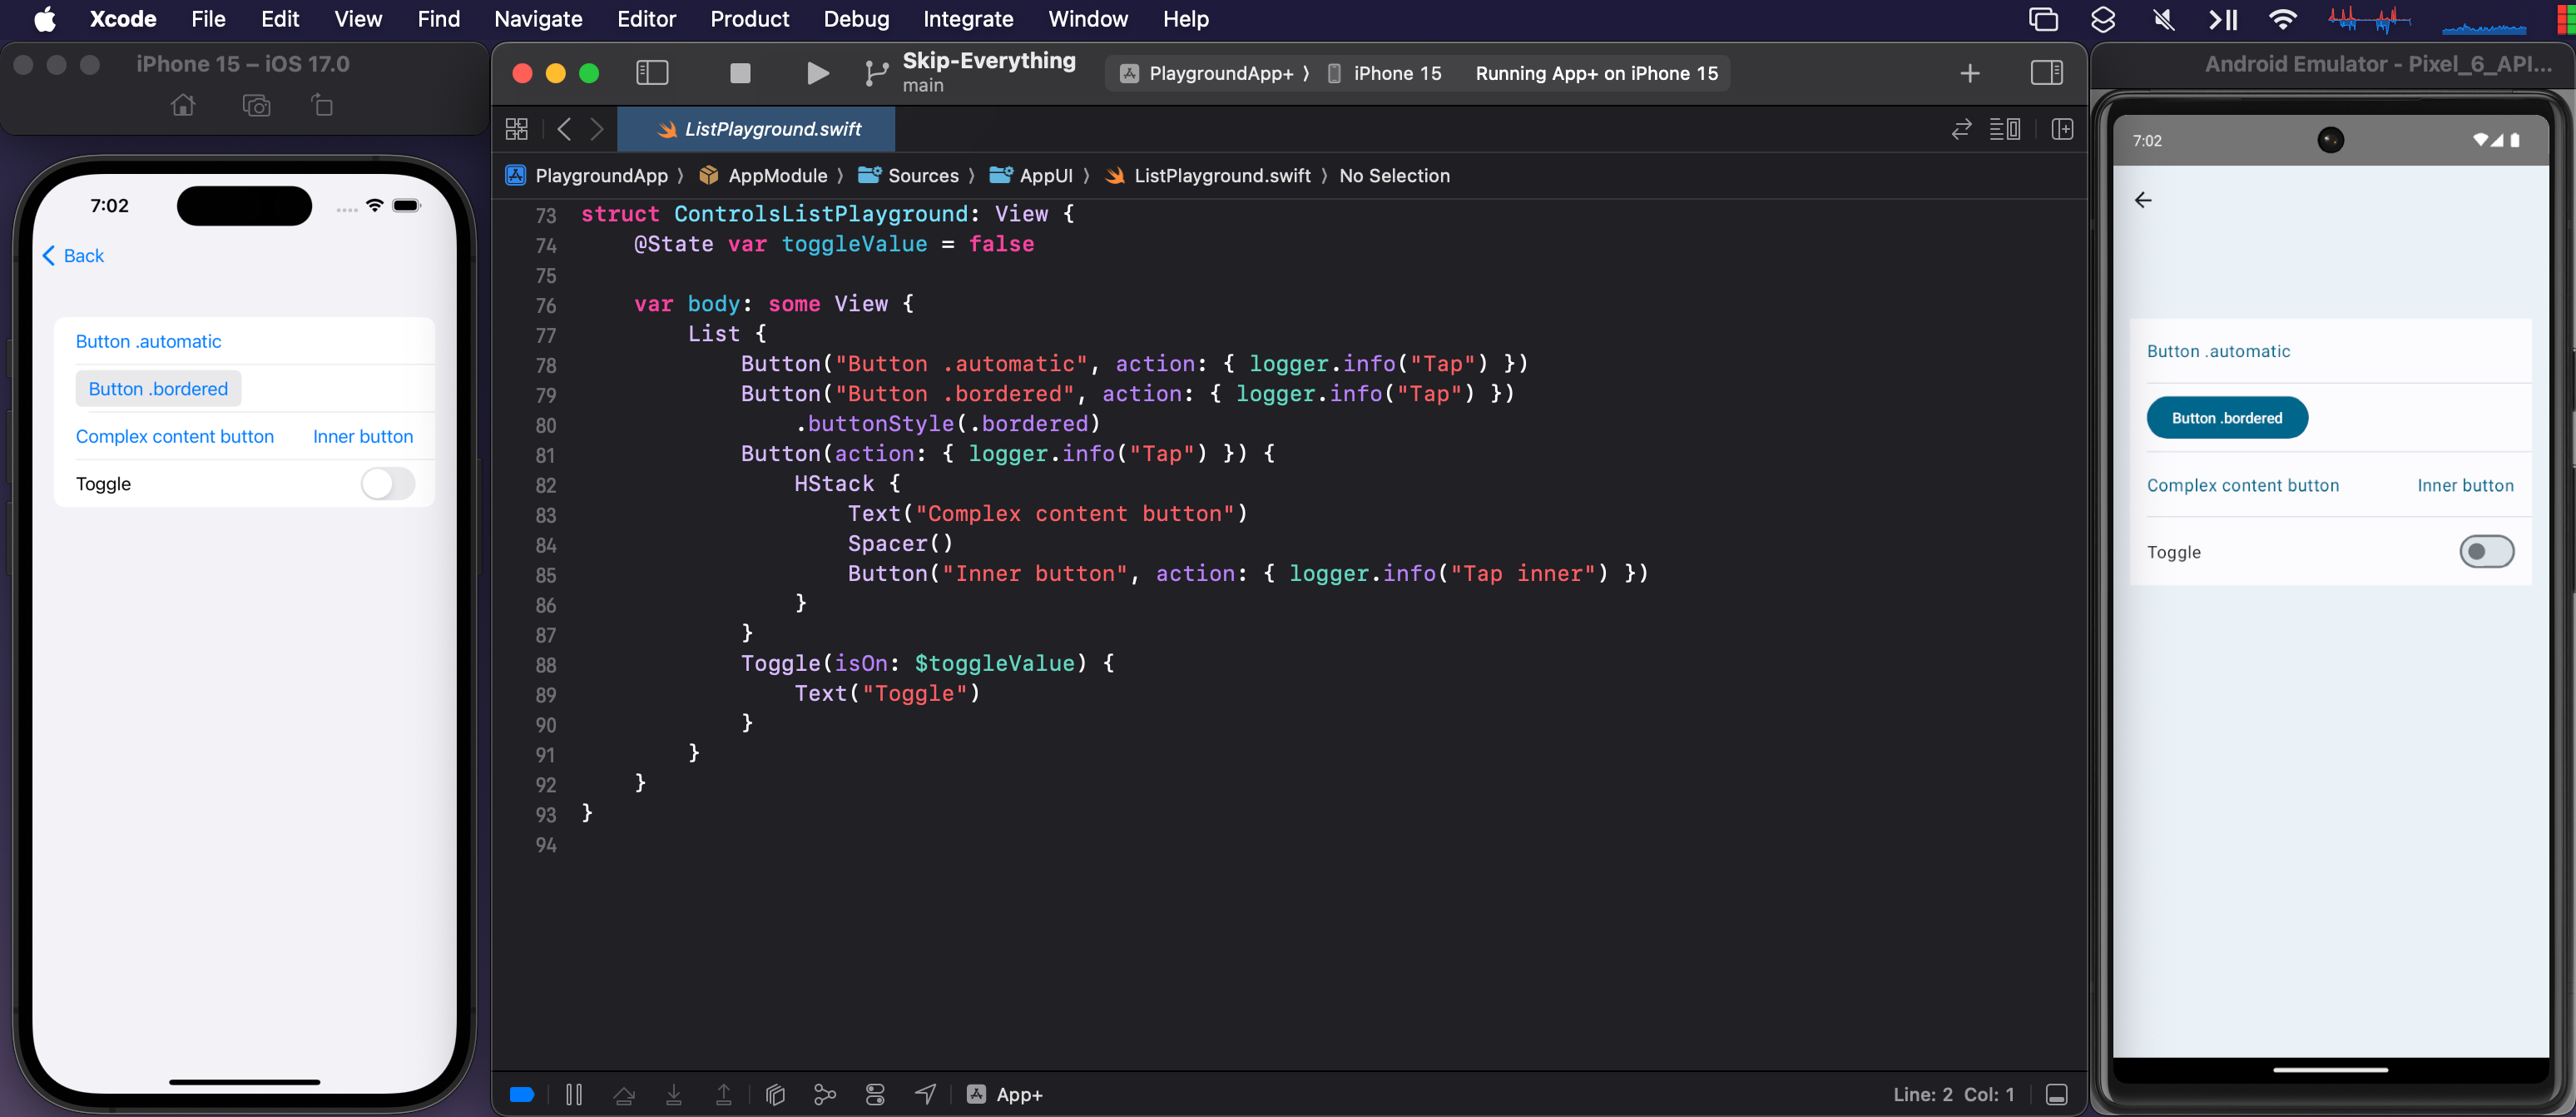 Xcode File Edit View Find Navigate Editor Product Debug Integrate Window Help
iPhone 15 – iOS 17.0
7:02
Back
Button .automatic
Button .bordered
Complex content button Inner button
Toggle
Skip-Everything
main
PlaygroundApp+ ⟩ iPhone 15 Running App+ on iPhone 15
ListPlayground.swift
PlaygroundApp ⟩ AppModule ⟩ Sources ⟩ AppUI ⟩ ListPlayground.swift ⟩ No Selection
73 struct ControlsListPlayground: View {
74     @State var toggleValue = false
75
76     var body: some View {
77         List {
78             Button("Button .automatic", action: { logger.info("Tap") })
79             Button("Button .bordered", action: { logger.info("Tap") })
80                 .buttonStyle(.bordered)
81             Button(action: { logger.info("Tap") }) {
82                 HStack {
83                     Text("Complex content button")
84                     Spacer()
85                     Button("Inner button", action: { logger.info("Tap inner") })
86                 }
87             }
88             Toggle(isOn: $toggleValue) {
89                 Text("Toggle")
90             }
91         }
92     }
93 }
94
App+
Line: 2 Col: 1
Android Emulator - Pixel_6_API...
7:02
Button .automatic
Button .bordered
Complex content button Inner button
Toggle